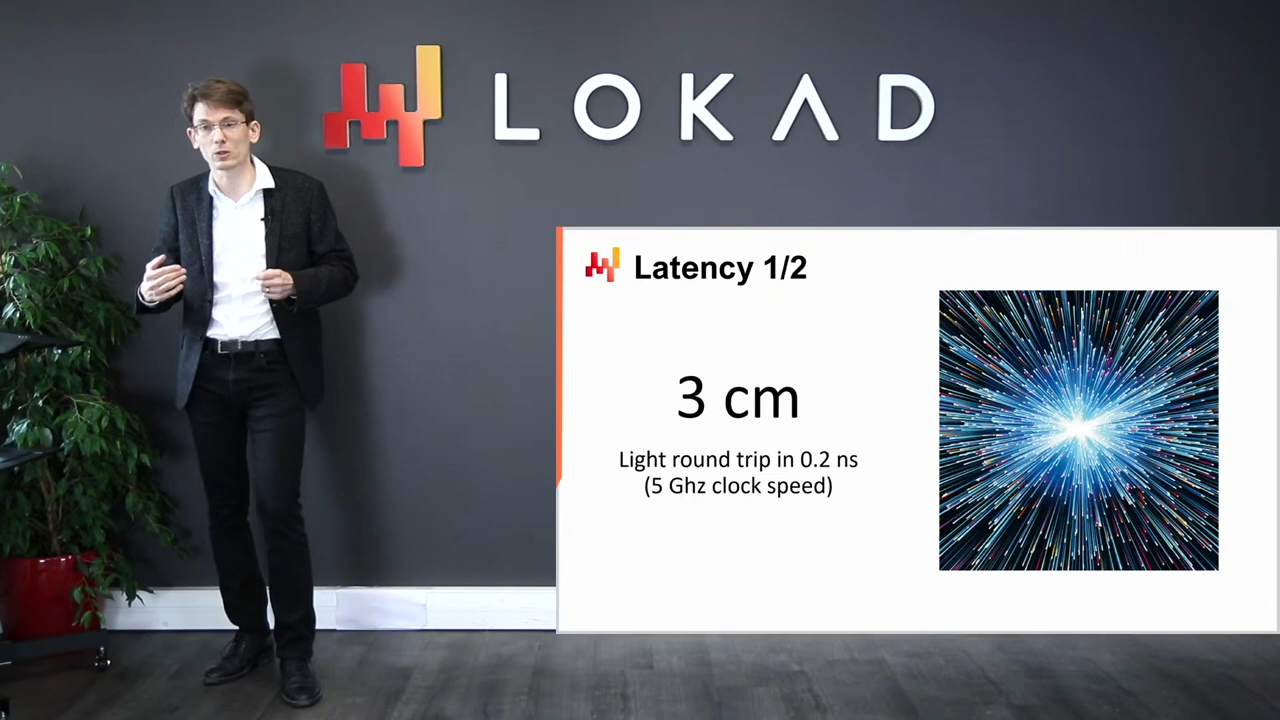 LOKAD
Latency 1/2
3 cm
Light round trip in 0.2 ns
(5 Ghz clock speed)